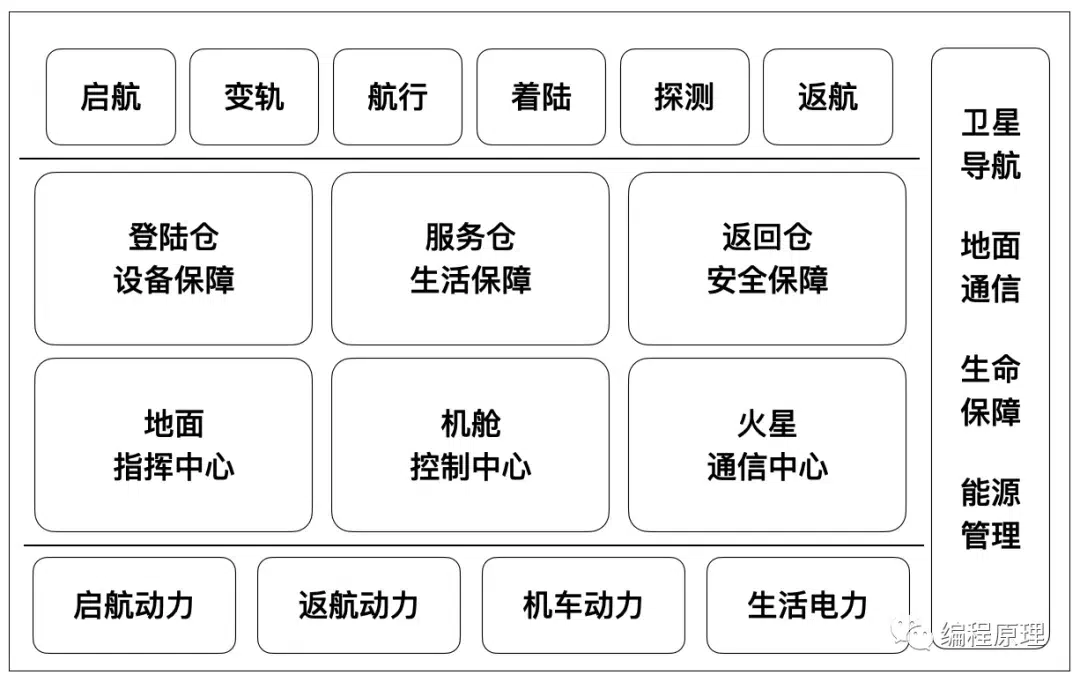 启航
变轨
航行
着陆
探测
返航
登陆仓
设备保障
服务仓
生活保障
返回仓
安全保障
地面
指挥中心
机舱
控制中心
火星
通信中心
启航动力
返航动力
机车动力
生活电力
卫星
导航
地面
通信
生命
保障
能源
管理
编程原理